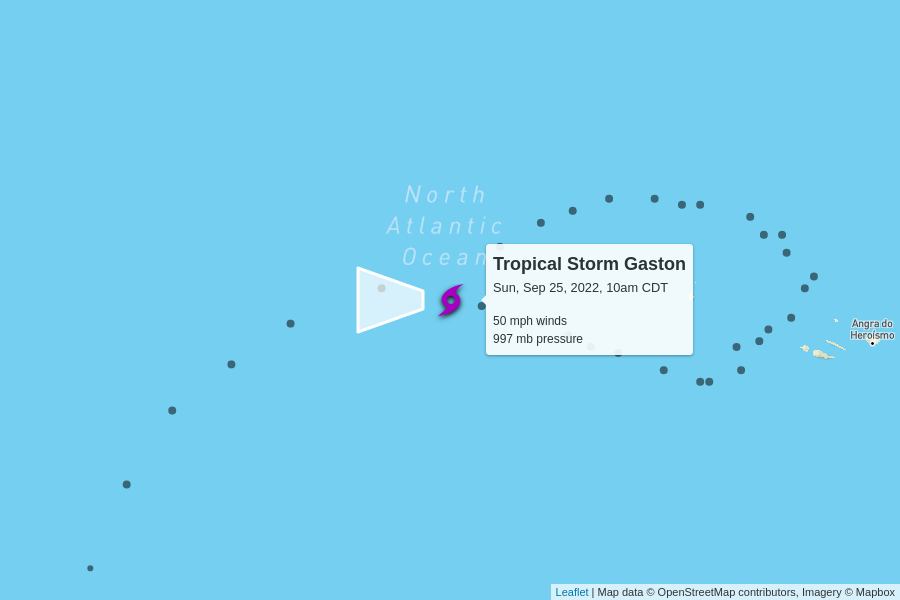 North
Atlantic
Ocean
Tropical Storm Gaston
Sun, Sep 25, 2022, 10am CDT
50 mph winds
997 mb pressure
Angra do
Heroísmo
Leaflet | Map data © OpenStreetMap contributors, Imagery © Mapbox